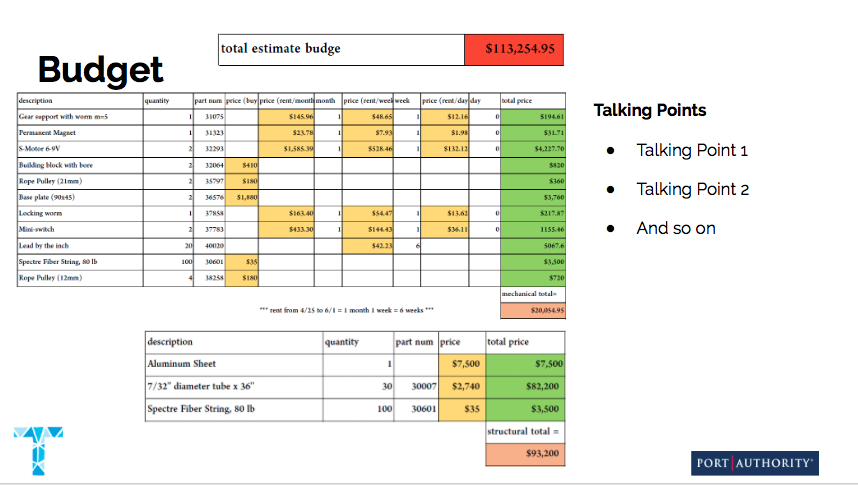 total estimate budge $113,254.95
Budget
description quantity part num price (buy price (rent/month month price (rent/weel week price (rent/day day total price
Gear support with worm m=5 1 31075 $145.96 1 $48.65 1 $12.16 0 $194.61
Permanent Magnet 1 31323 $23.78 1 $7.93 1 $1.98 0 $31.71
S-Motor 6-9V 2 32293 $1,585.39 1 $528.46 1 $132.12 0 $4,227.70
Building block with bore 2 32064 $410 $820
Rope Pulley (21mm) 2 35797 $180 $360
Base plate (90x45) 2 36576 $1,880 $3,760
Locking worm 1 37858 $163.40 1 $54.47 1 $13.62 0 $217.87
Mini-switch 2 37783 $433.30 1 $144.43 1 $36.11 0 1155.46
Lead by the inch 20 40020 $42.23 6 5067.6
Spectre Fiber String, 80 lb 100 30601 $35 $3,500
Rope Pulley (12mm) 4 38258 $180 $720
mechanical total=
*** rent from 4/25 to 6/1 = 1 month 1 week = 6 weeks *** $20,054.95
description quantity part num price total price
Aluminum Sheet 1 $7,500 $7,500
7/32" diameter tube x 36" 30 30007 $2,740 $82,200
Spectre Fiber String, 80 lb 100 30601 $35 $3,500
structural total =
$93,200
Talking Points
● Talking Point 1
● Talking Point 2
● And so on
T
PORT AUTHORITY